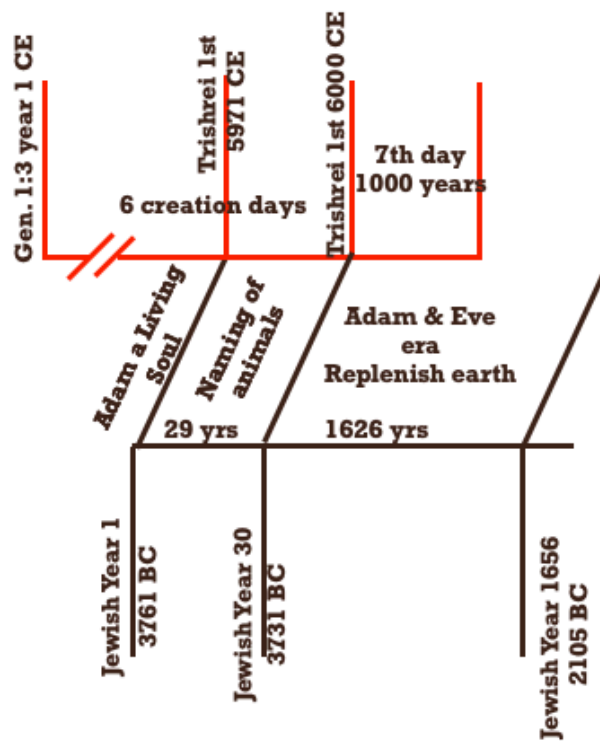 Gen. 1:3 year 1 CE
Trishrei 1st
5971 CE
Trishrei 1st 6000 CE
7th day
1000 years
6 creation days
Adam a Living
Soul
Naming of
animals
Adam & Eve
era
Replenish earth
29 yrs
1626 yrs
Jewish Year 1
3761 BC
Jewish Year 30
3731 BC
Jewish Year 1656
2105 BC